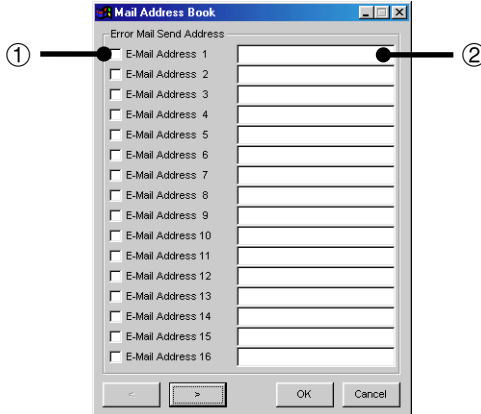 Mail Address Book
Error Mail Send Address
① E-Mail Address 1 ②
E-Mail Address 2
E-Mail Address 3
E-Mail Address 4
E-Mail Address 5
E-Mail Address 6
E-Mail Address 7
E-Mail Address 8
E-Mail Address 9
E-Mail Address 10
E-Mail Address 11
E-Mail Address 12
E-Mail Address 13
E-Mail Address 14
E-Mail Address 15
E-Mail Address 16
< > OK Cancel